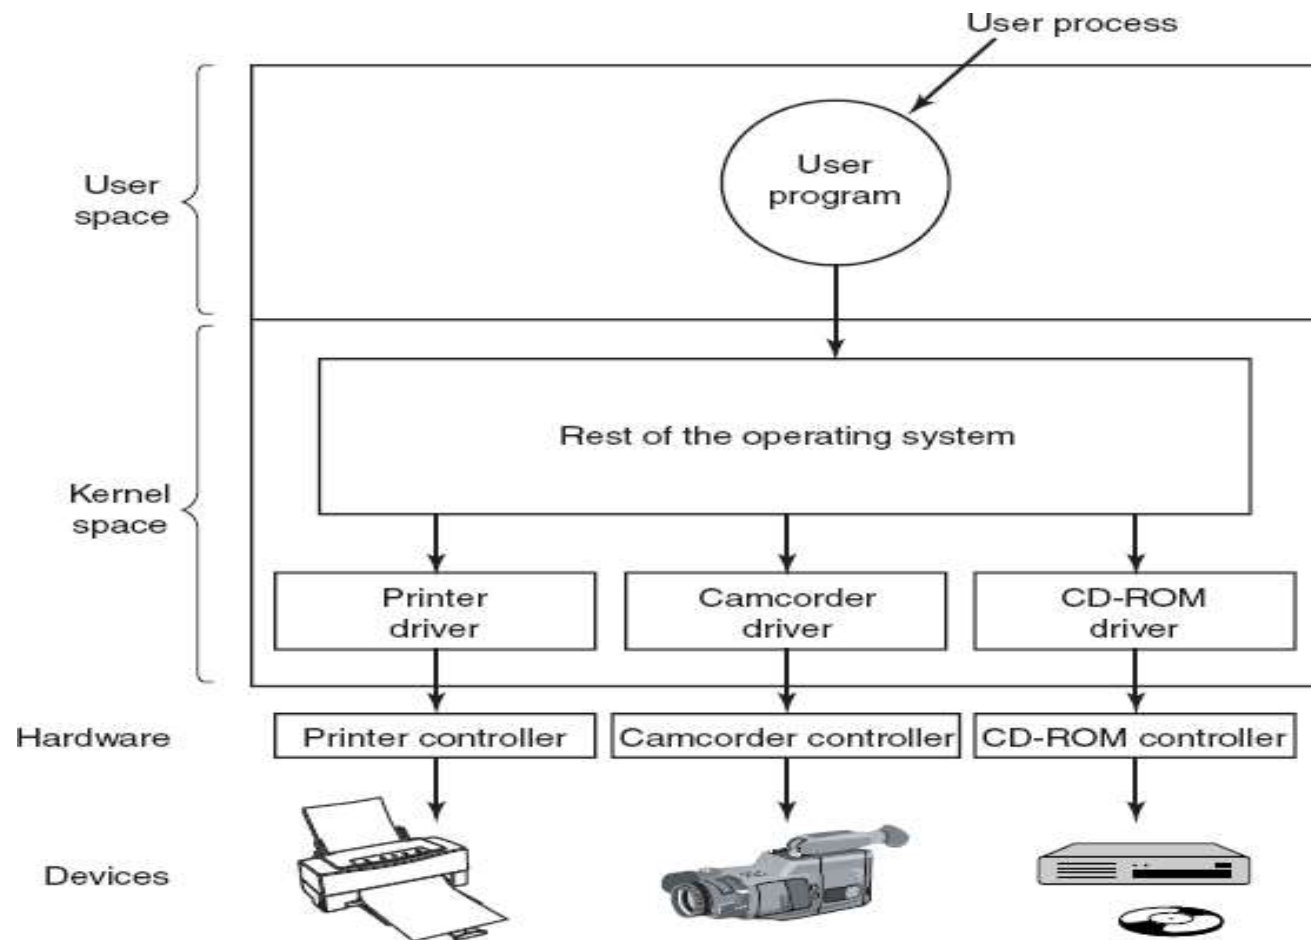 User process
User
program
User
space
Rest of the operating system
Kernel
space
Printer
driver
Camcorder
driver
CD-ROM
driver
Hardware
Printer controller
Camcorder controller
CD-ROM controller
Devices